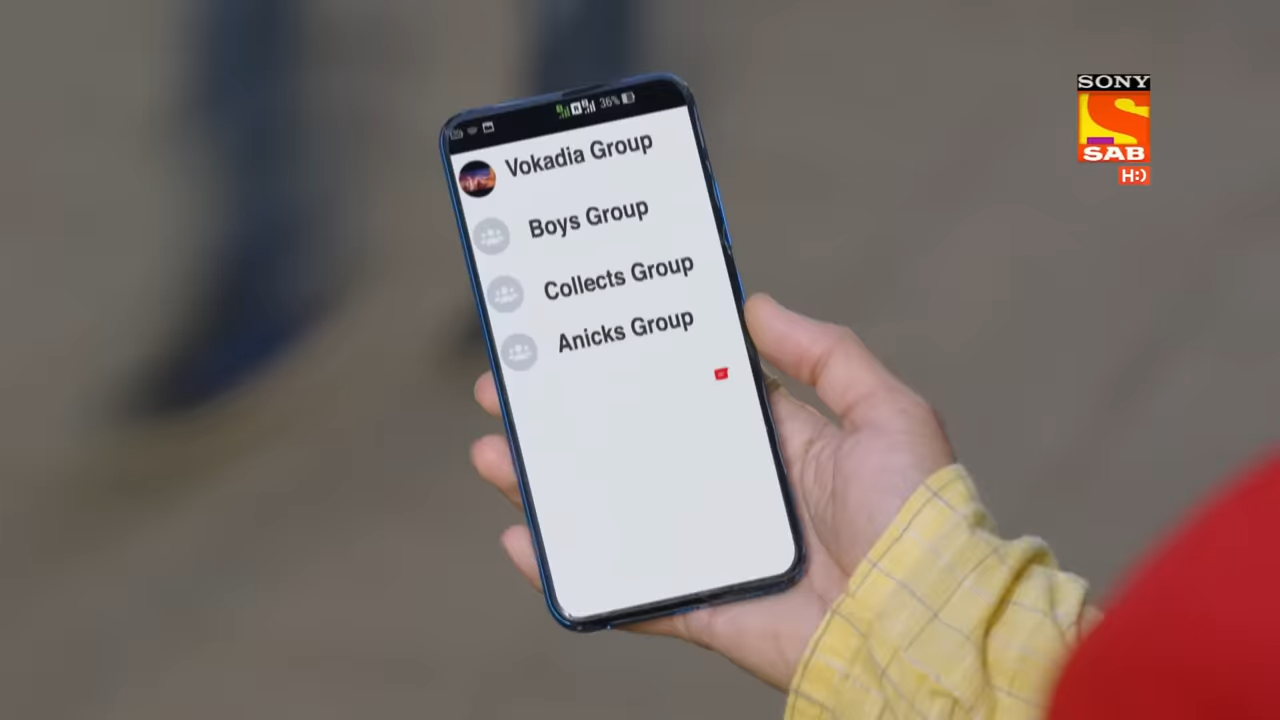 SONY
SAB
HD
36%
Vokadia Group
Boys Group
Collects Group
Anicks Group